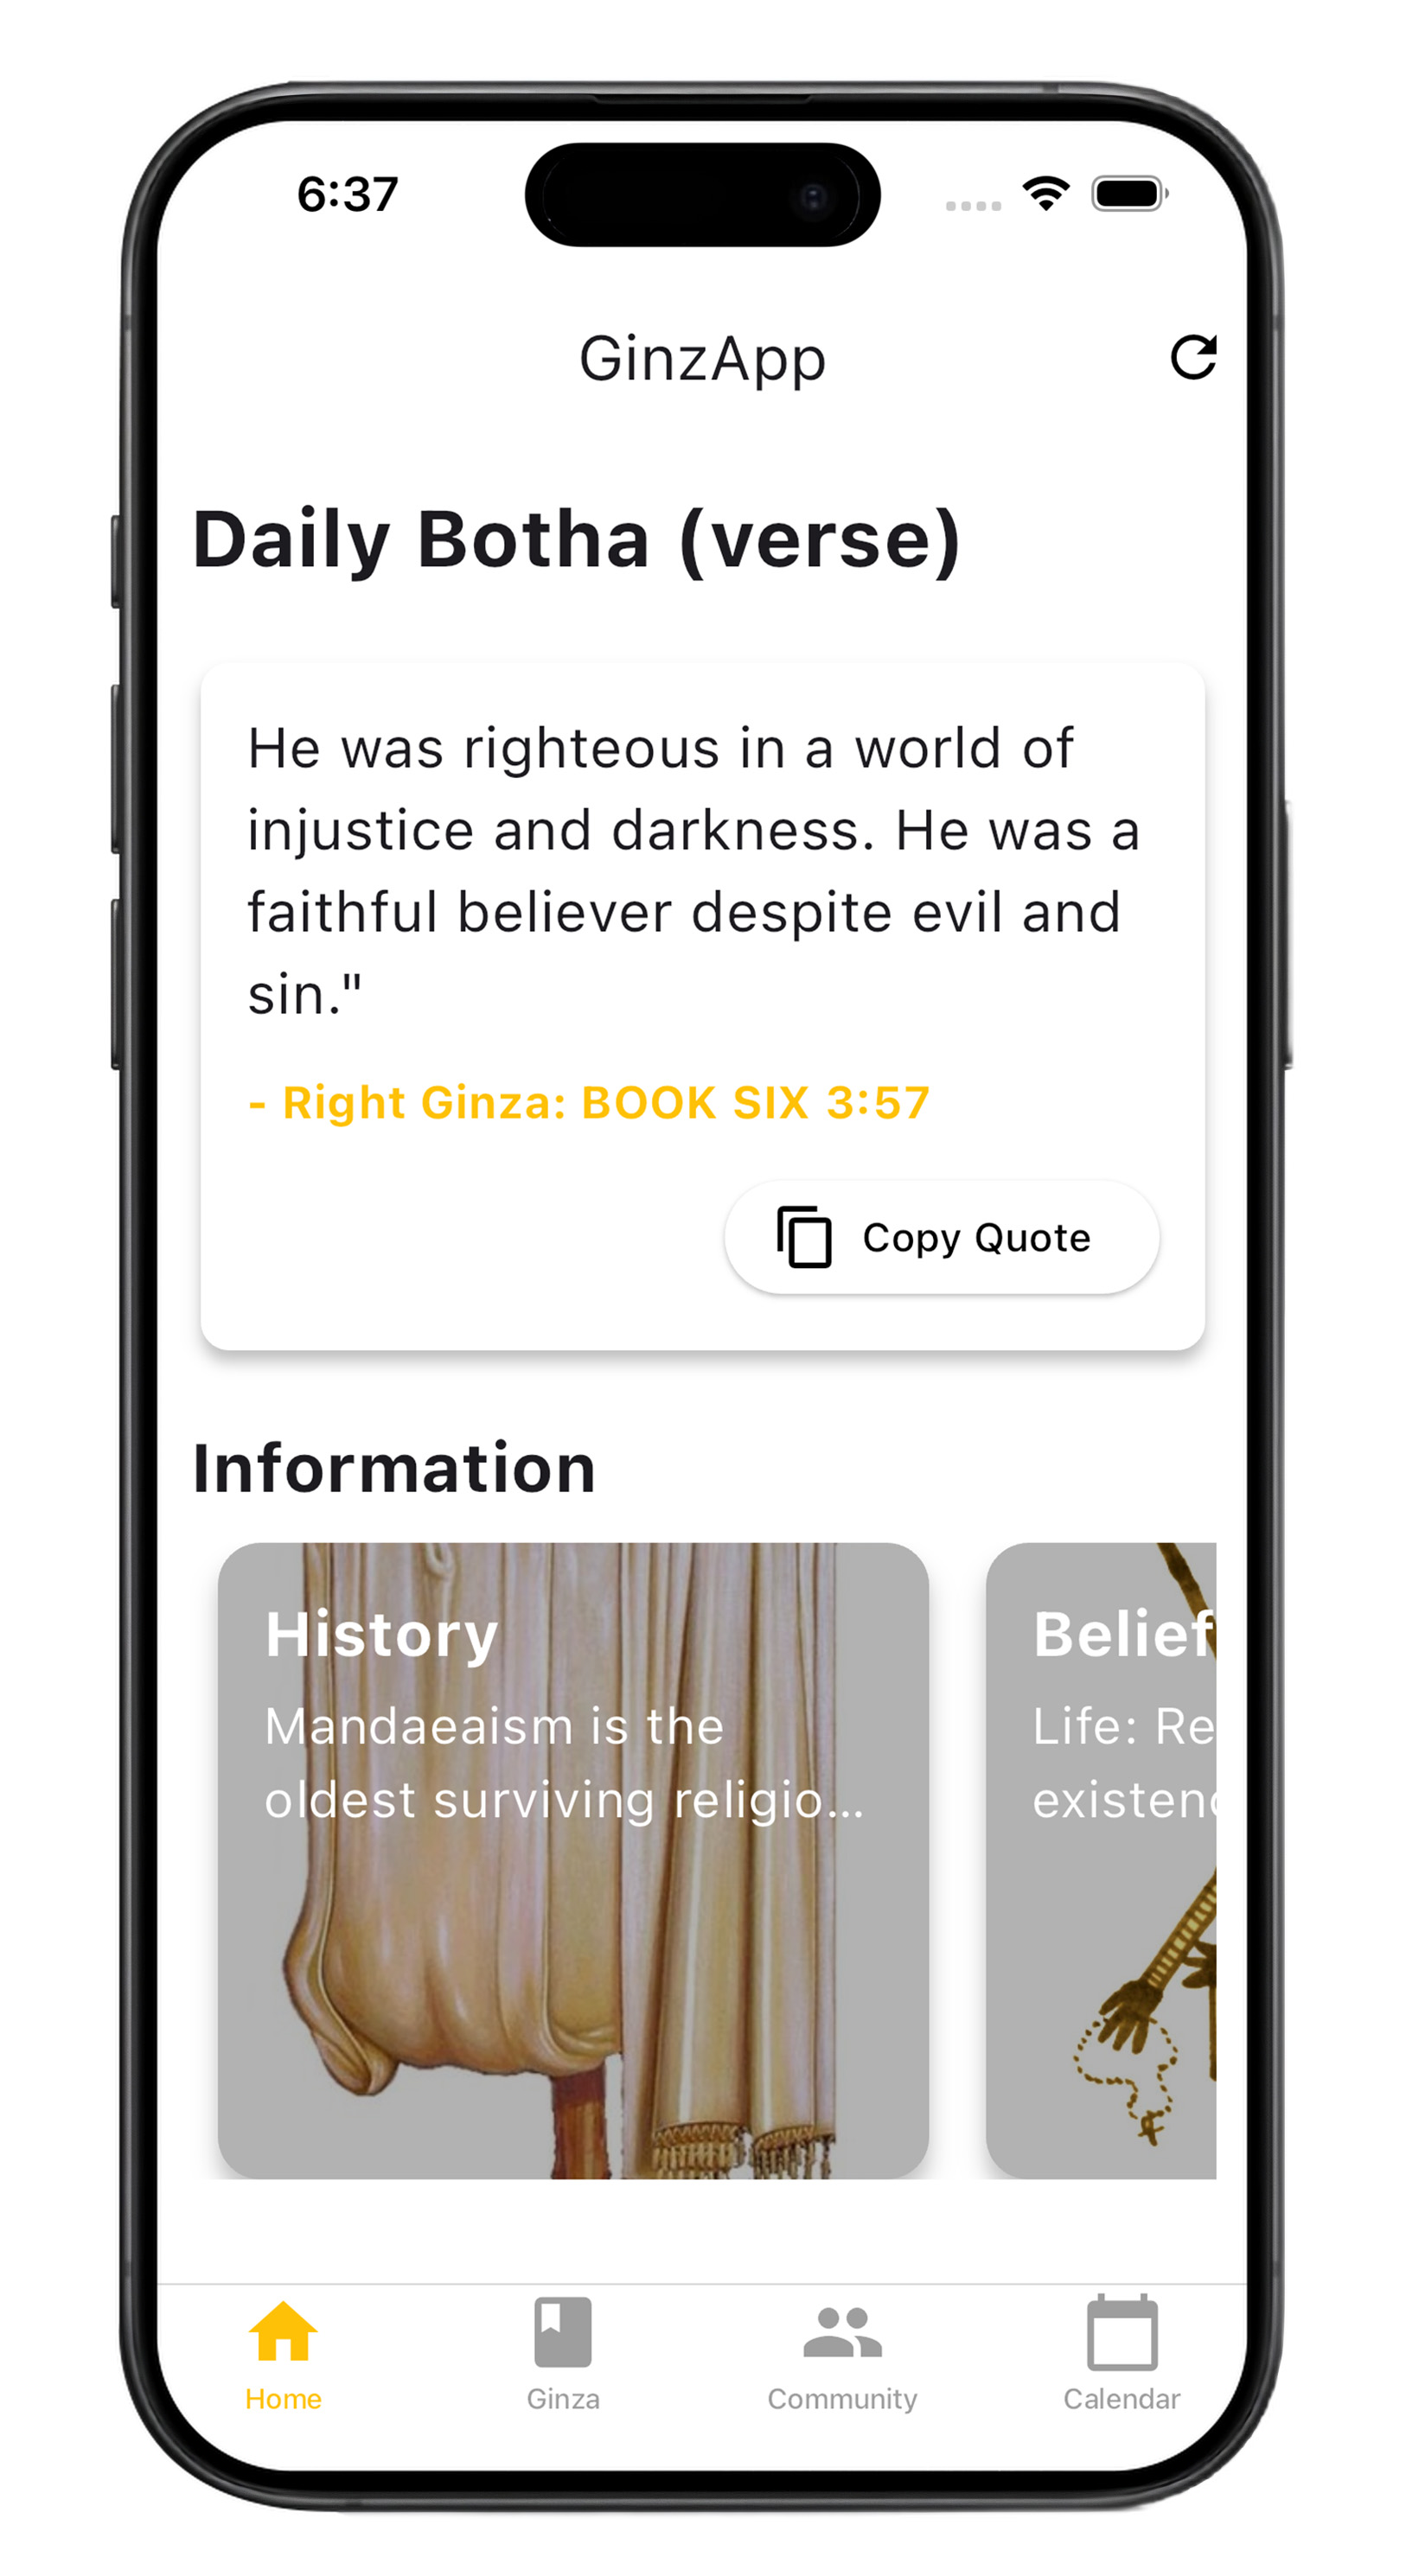 6:37
GinzApp
Daily Botha (verse)
He was righteous in a world of
injustice and darkness. He was a
faithful believer despite evil and
sin."
- Right Ginza: BOOK SIX 3:57
Copy Quote
Information
History
Mandaeaism is the
oldest surviving religio...
Belief
Life: Re
existenc
Home
Ginza
Community
Calendar